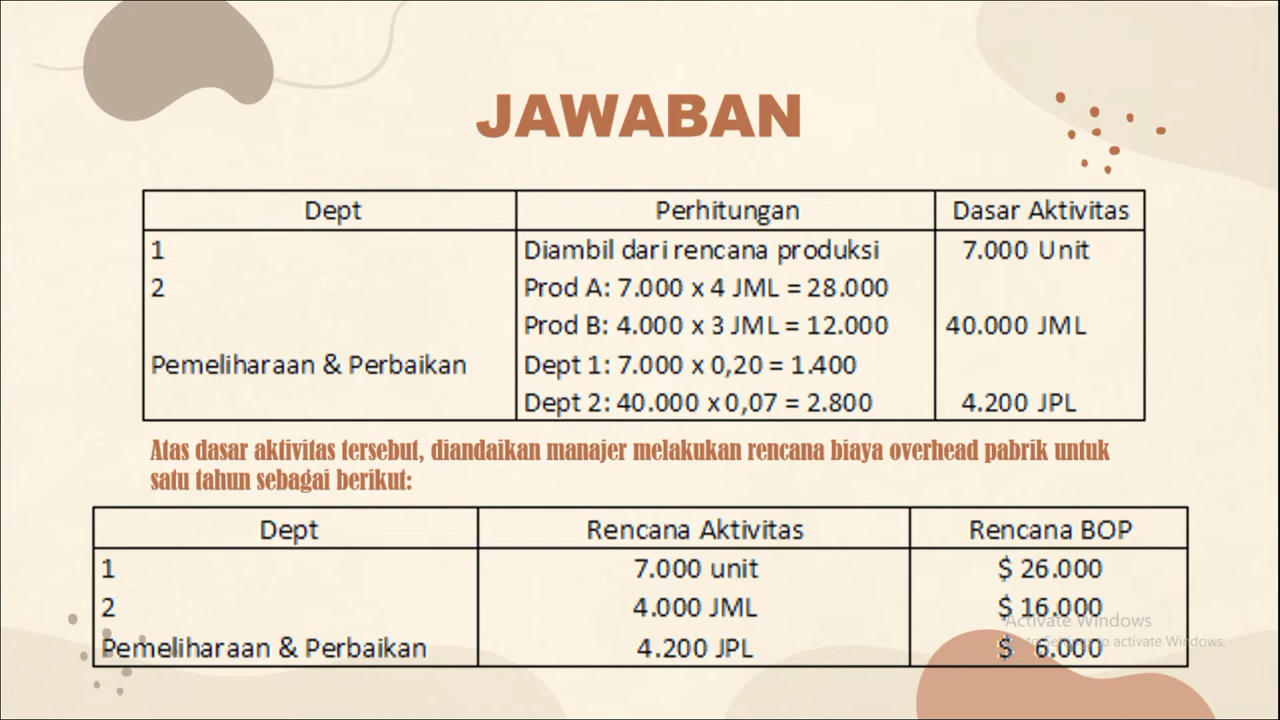 JAWABAN
Dept Perhitungan Dasar Aktivitas
1 Diambil dari rencana produksi 7.000 Unit
2 Prod A: 7.000 x 4 JML = 28.000
Prod B: 4.000 x 3 JML = 12.000 40.000 JML
Pemeliharaan & Perbaikan Dept 1: 7.000 x 0,20 = 1.400
Dept 2: 40.000 x 0,07 = 2.800 4.200 JPL
Atas dasar aktivitas tersebut, diandaikan manajer melakukan rencana biaya overhead pabrik untuk
satu tahun sebagai berikut:
Dept Rencana Aktivitas Rencana BOP
1 7.000 unit $ 26.000
2 4.000 JML $ 16.000
Activate Windows
Pemeliharaan & Perbaikan 4.200 JPL $ 6.000
to activate Windows.